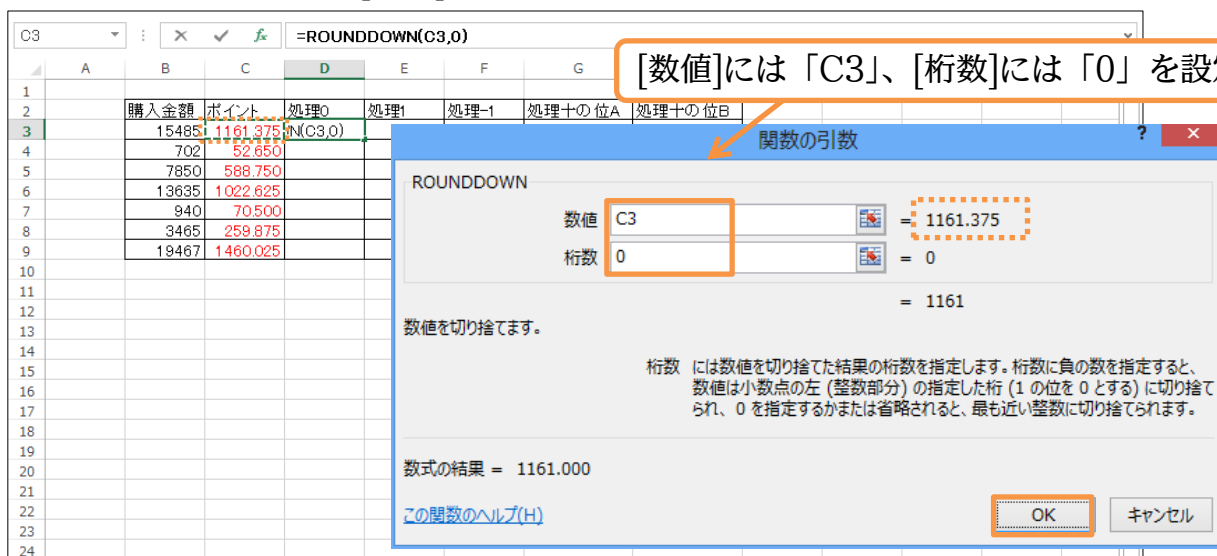 C3 fx =ROUNDDOWN(C3,0)
[数値]には「C3」、[桁数]には「0」を設
A B C D E F G
1
2 購入金額 ポイント 処理0 処理1 処理-1 処理十の位A 処理十の位B
3 15485 1161.375 N(C3,0)
4 702 52.650
5 7850 588.750
6 13635 1022.625
7 940 70.500
8 3465 259.875
9 19467 1460.025
10
11
12
13
14
15
16
17
18
19
20
21
22
23
24
関数の引数 ? ×
ROUNDDOWN
数値 C3 = 1161.375
桁数 0 = 0
= 1161
数値を切り捨てます。
桁数 には数値を切り捨てた結果の桁数を指定します。桁数に負の数を指定すると、
数値は小数点の左 (整数部分) の指定した桁 (1 の位を 0 とする) に切り捨て
られ、0 を指定するかまたは省略されると、最も近い整数に切り捨てられます。
数式の結果 = 1161.000
この関数のヘルプ(H)
OK キャンセル